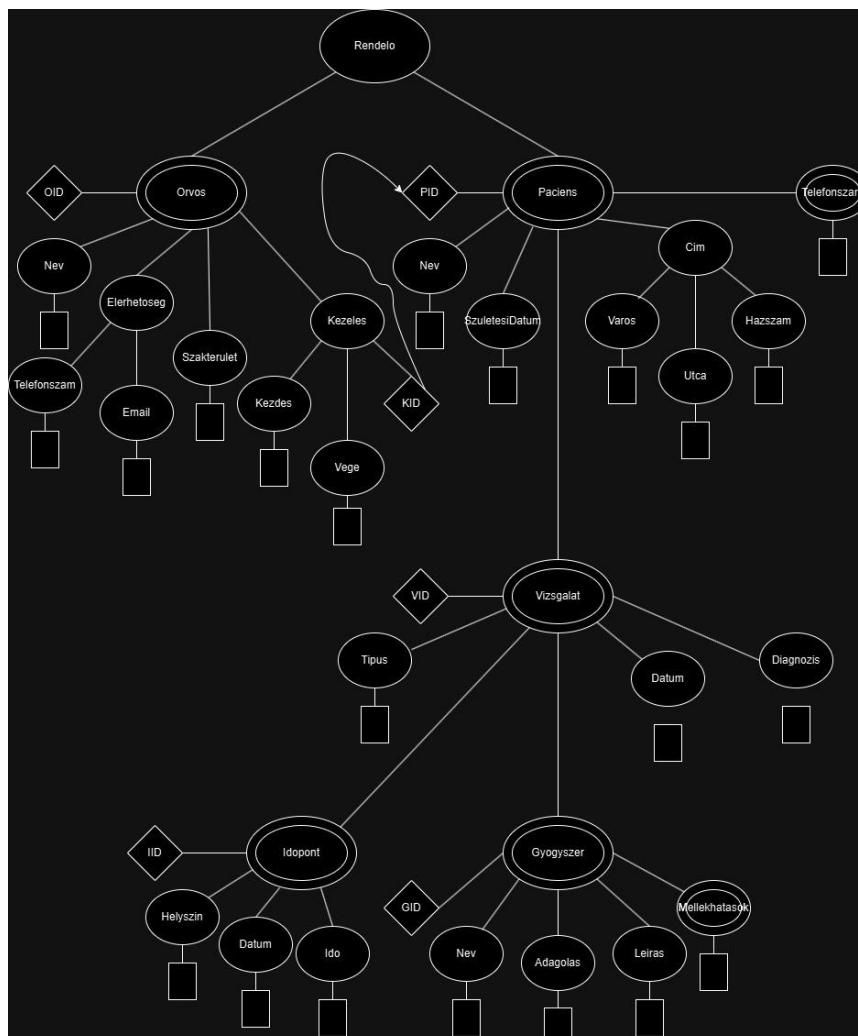 Rendelo
OID
Orvos
PID
Paciens
Telefonszam
Nev
Elerhetoseg
Kezeles
Nev
SzuletesiDatum
Cim
Varos
Hazszam
Telefonszam
Email
Szakterulet
Kezdes
KID
Utca
Vege
VID
Vizsgalat
Tipus
Datum
Diagnozis
IID
Idopont
Gyogyszer
GID
Mellekhatasok
Helyszin
Datum
Ido
Nev
Adagolas
Leiras